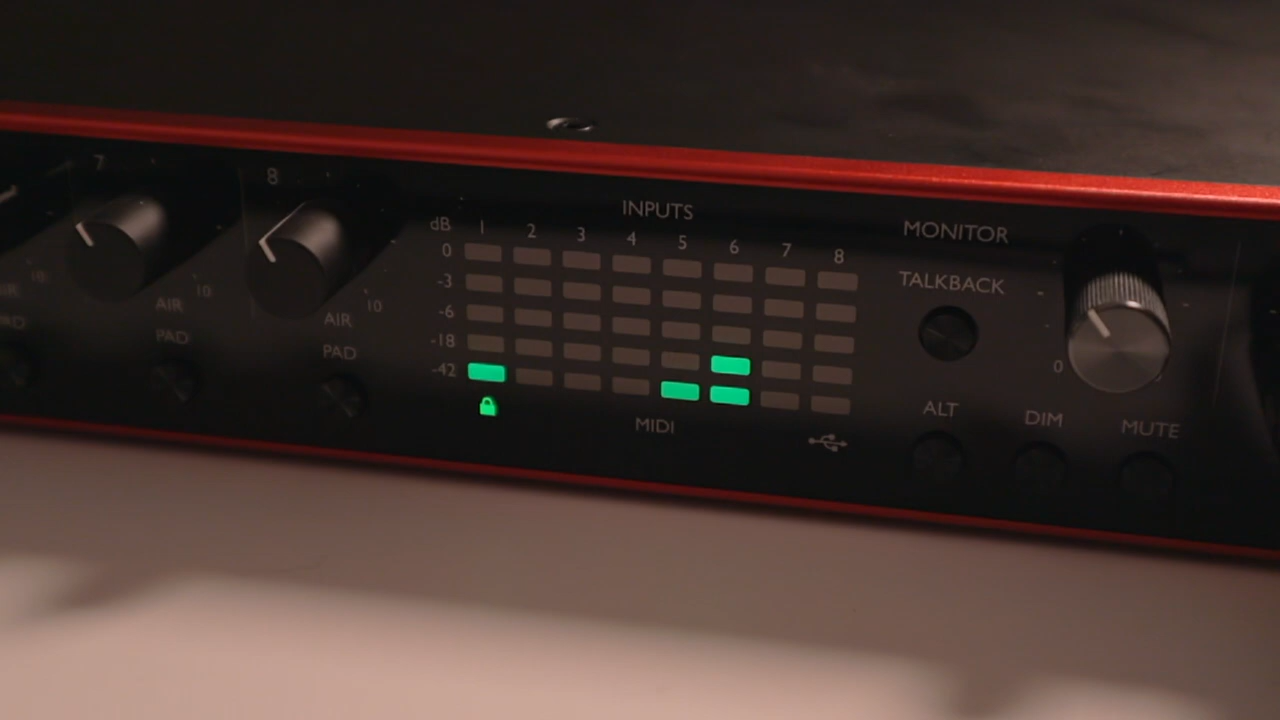 7
8
INPUTS
MONITOR
dB 1 2 3 4 5 6 7 8
0
-3
-6
-18
-42
TALKBACK
10
10
10
0
AIR
AIR
PAD
PAD
MIDI
ALT
DIM
MUTE